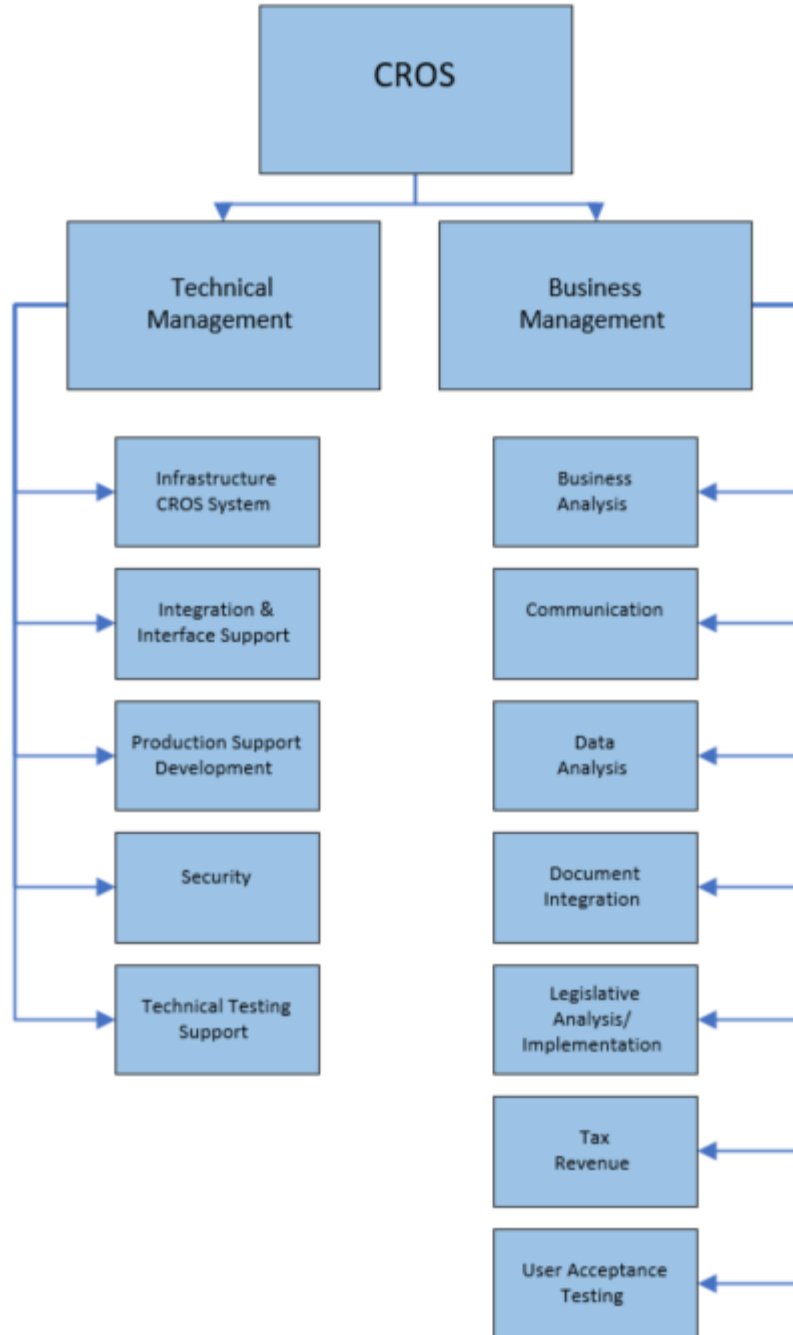 CROS
Technical
Management
Business
Management
Infrastructure
CROS System
Integration &
Interface Support
Production Support
Development
Security
Technical Testing
Support
Business
Analysis
Communication
Data
Analysis
Document
Integration
Legislative
Analysis/
Implementation
Tax
Revenue
User Acceptance
Testing